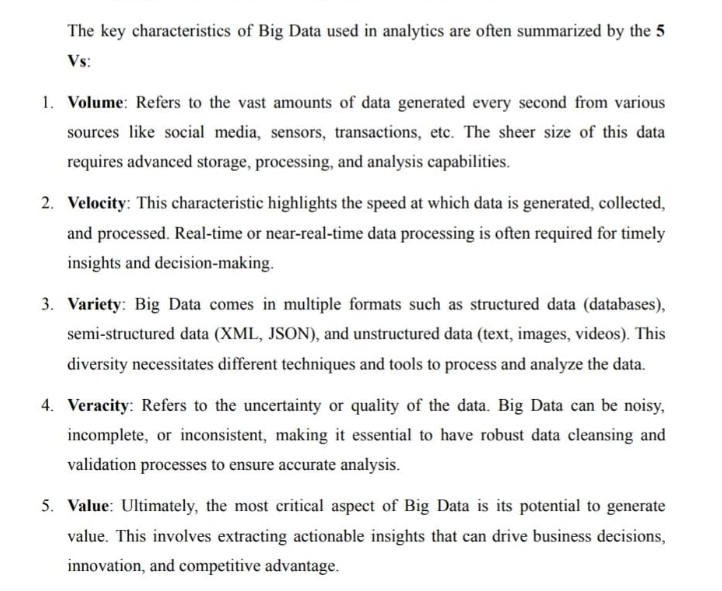 The key characteristics of Big Data used in analytics are often summarized by the 5
Vs:
1. Volume: Refers to the vast amounts of data generated every second from various
sources like social media, sensors, transactions, etc. The sheer size of this data
requires advanced storage, processing, and analysis capabilities.
2. Velocity: This characteristic highlights the speed at which data is generated, collected,
and processed. Real-time or near-real-time data processing is often required for timely
insights and decision-making.
3. Variety: Big Data comes in multiple formats such as structured data (databases),
semi-structured data (XML, JSON), and unstructured data (text, images, videos). This
diversity necessitates different techniques and tools to process and analyze the data.
4. Veracity: Refers to the uncertainty or quality of the data. Big Data can be noisy,
incomplete, or inconsistent, making it essential to have robust data cleansing and
validation processes to ensure accurate analysis.
5. Value: Ultimately, the most critical aspect of Big Data is its potential to generate
value. This involves extracting actionable insights that can drive business decisions,
innovation, and competitive advantage.